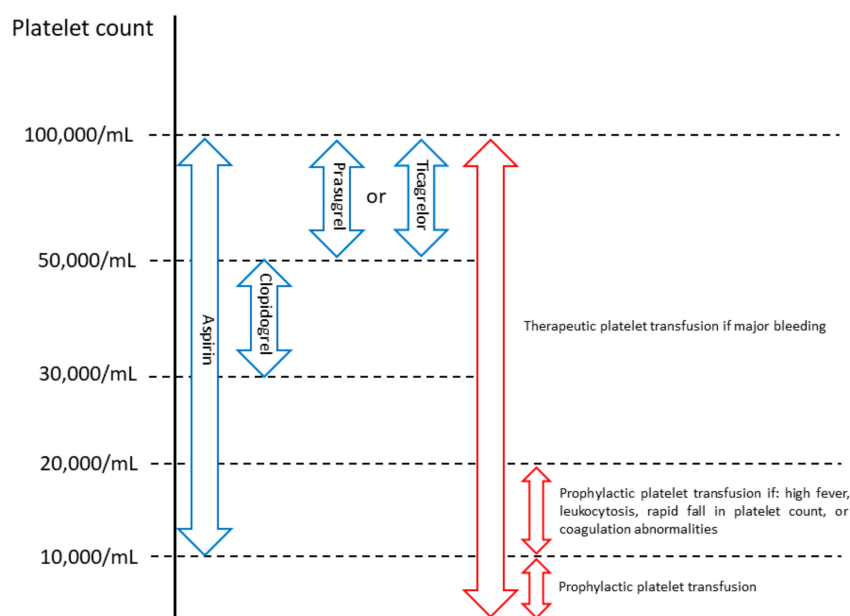 Platelet count
100,000/mL
Prasugrel
or
Ticagrelor
50,000/mL
Clopidogrel
Aspirin
Therapeutic platelet transfusion if major bleeding
30,000/mL
20,000/mL
Prophylactic platelet transfusion if: high fever,
leukocytosis, rapid fall in platelet count, or
coagulation abnormalities
10,000/mL
Prophylactic platelet transfusion